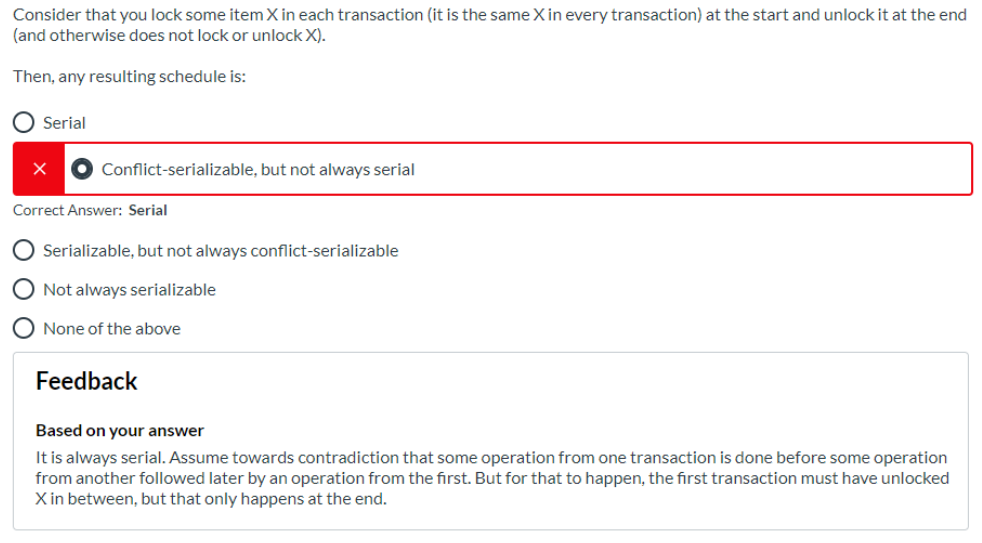 Consider that you lock some item X in each transaction (it is the same X in every transaction) at the start and unlock it at the end
(and otherwise does not lock or unlock X).
Then, any resulting schedule is:
Serial
Conflict-serializable, but not always serial
Correct Answer: Serial
Serializable, but not always conflict-serializable
Not always serializable
None of the above
Feedback
Based on your answer
It is always serial. Assume towards contradiction that some operation from one transaction is done before some operation
from another followed later by an operation from the first. But for that to happen, the first transaction must have unlocked
X in between, but that only happens at the end.